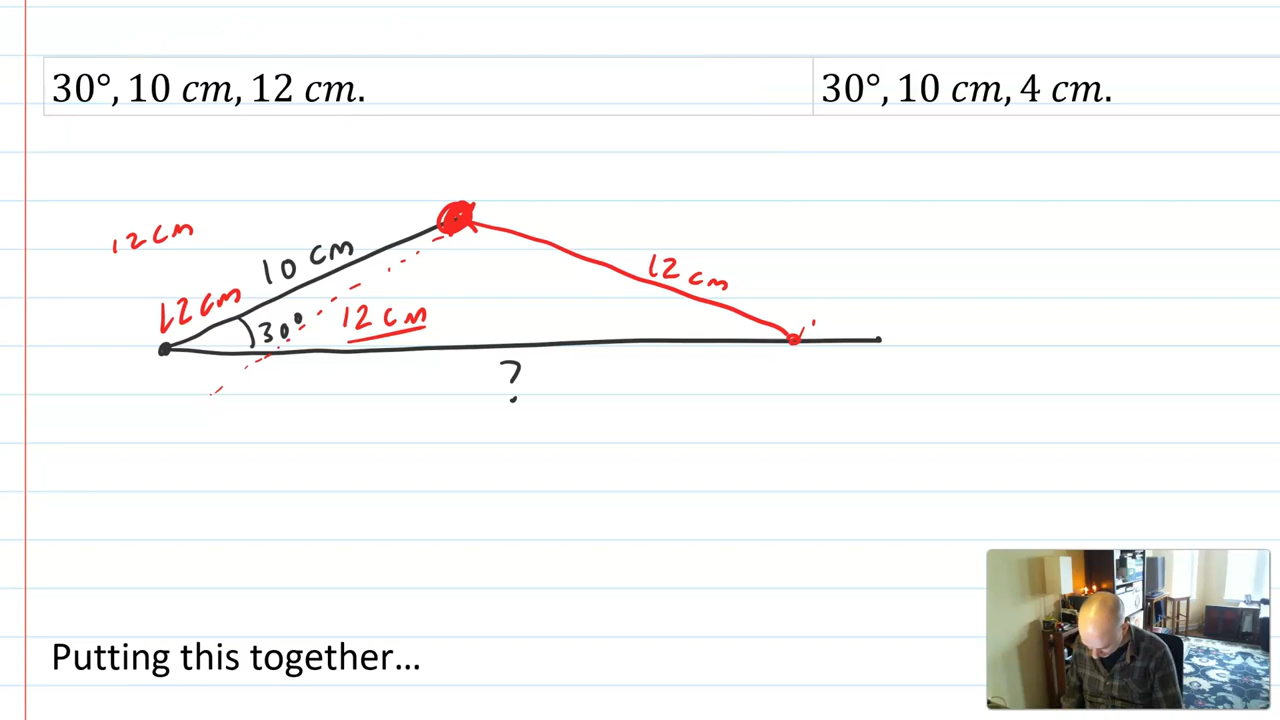 30°, 10 cm, 12 cm.
30°, 10 cm, 4 cm.
12 cm
10 cm
12 cm
30°
12 cm
12 cm
?
Putting this together…